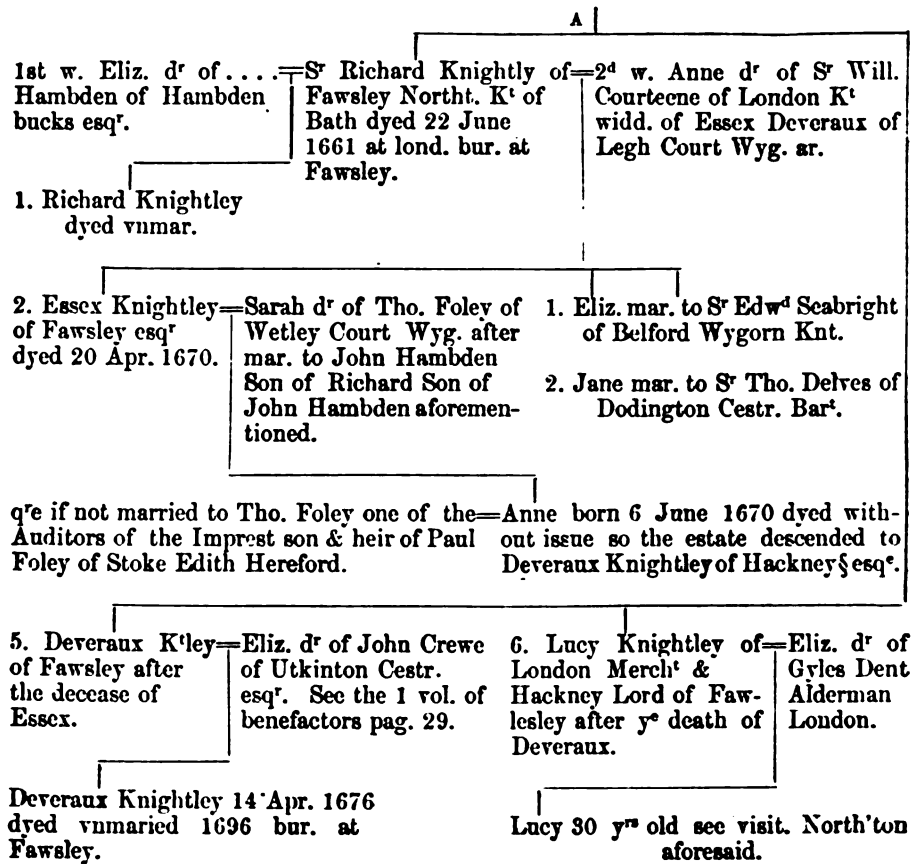 A
1st w. Eliz. dʳ of . . . .
Hambden of Hambden
bucks esqʳ.
Sʳ Richard Knightly of
Fawsley Northt. Kᵗ of
Bath dyed 22 June
1661 at lond. bur. at
Fawsley.
2ᵈ w. Anne dʳ of Sʳ Will.
Courteene of London Kᵗ
widd. of Essex Deveraux of
Legh Court Wyg. ar.
1. Richard Knightley
dyed vnmar.
2. Essex Knightley
of Fawsley esqʳ
dyed 20 Apr. 1670.
Sarah dʳ of Tho. Foley of
Wetley Court Wyg. after
mar. to John Hambden
Son of Richard Son of
John Hambden aforemen-
tioned.
1. Eliz. mar. to Sʳ Edwᵈ Seabright
of Belford Wygorn Knt.
2. Jane mar. to Sʳ Tho. Delves of
Dodington Cestr. Barᵗ.
qʳe if not married to Tho. Foley one of the
Auditors of the Imprest son & heir of Paul
Foley of Stoke Edith Hereford.
Anne born 6 June 1670 dyed with-
out issue so the estate descended to
Deveraux Knightley of Hackney § esqᵉ.
5. Deveraux Kᵗley
of Fawsley after
the decease of
Essex.
Eliz. dʳ of John Crewe
of Utkinton Cestr.
esqʳ. See the 1 vol. of
benefactors pag. 29.
6. Lucy Knightley of
London Merchᵗ &
Hackney Lord of Faw-
lesley after yᵉ death of
Deveraux.
Eliz. dʳ of
Gyles Dent
Alderman
London.
Deveraux Knightley 14 Apr. 1676
dyed vnmaried 1696 bur. at
Fawsley.
Lucy 30 yʳˢ old see visit. North'ton
aforesaid.